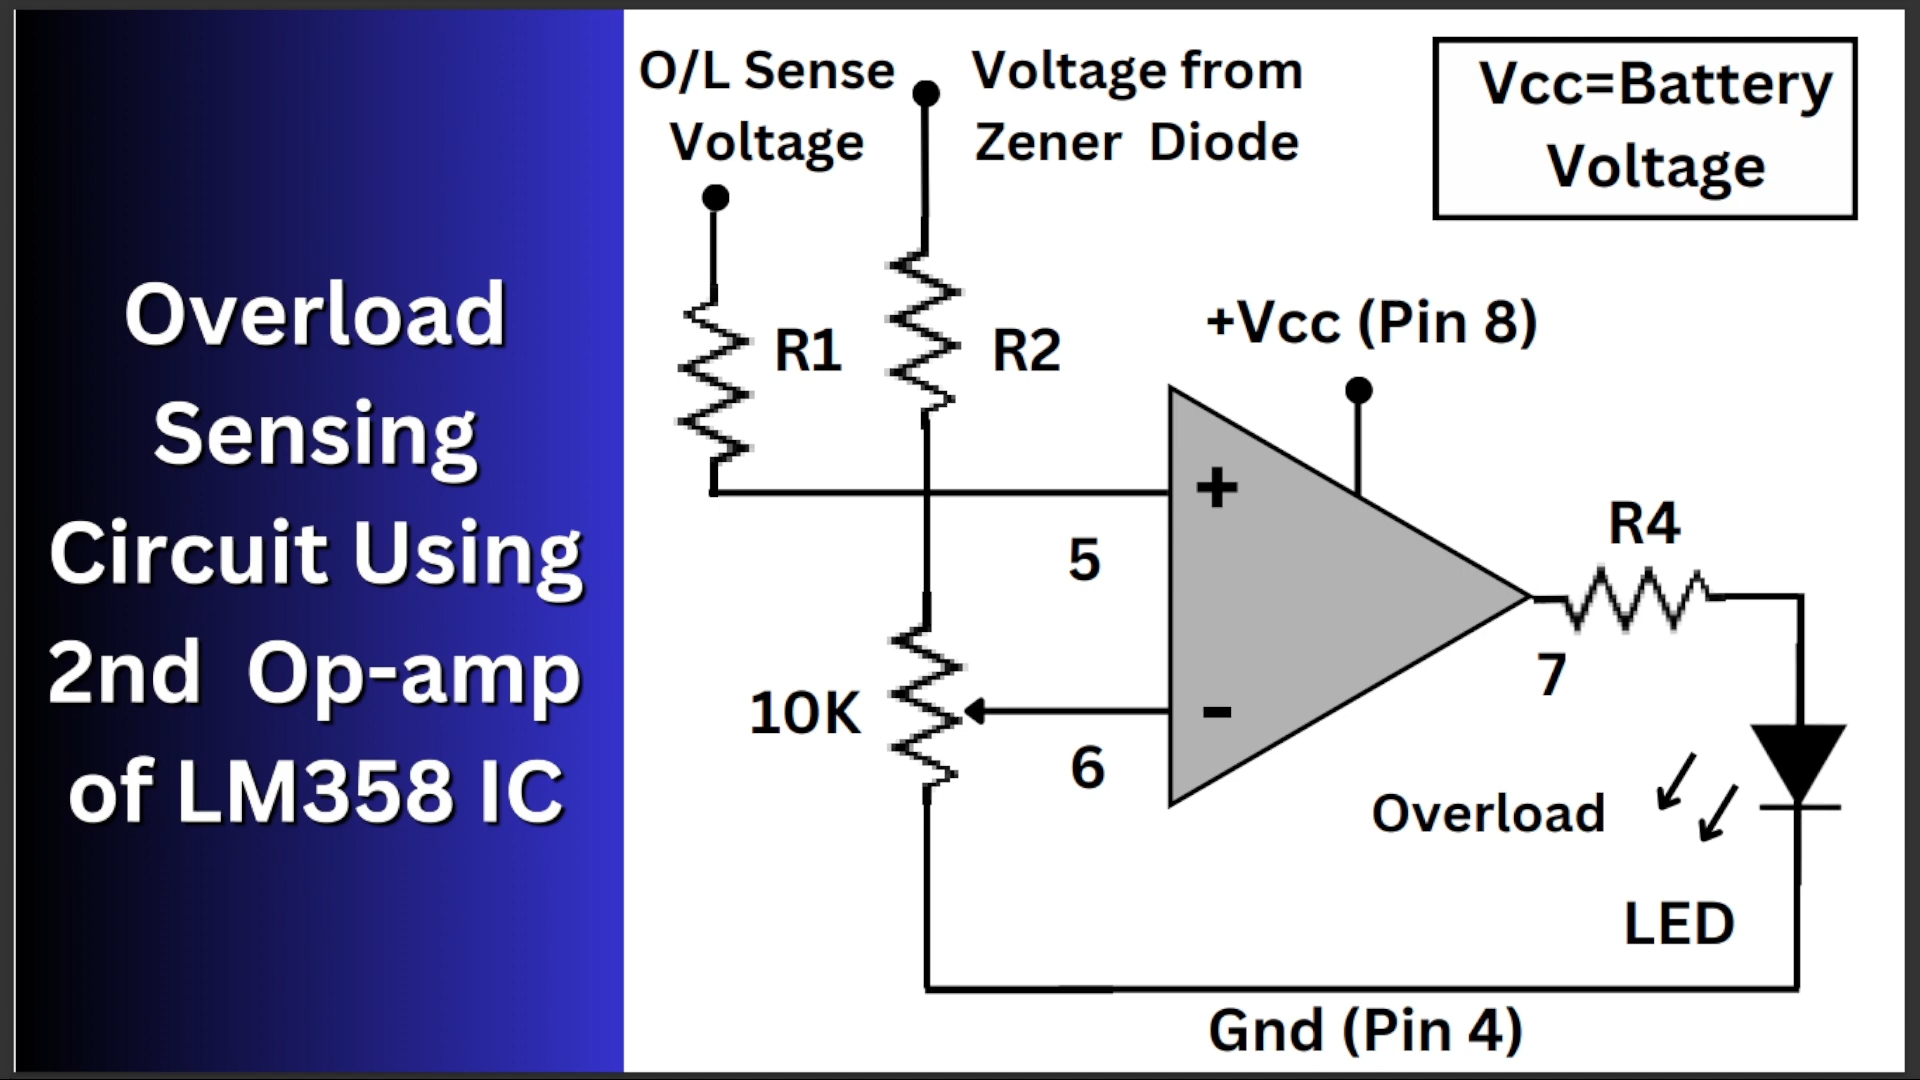 Overload
Sensing
Circuit Using
2nd Op-amp
of LM358 IC
O/L Sense
Voltage
Voltage from
Zener Diode
Vcc=Battery
Voltage
R1
R2
+Vcc (Pin 8)
+
5
R4
7
10K
-
6
Overload
LED
Gnd (Pin 4)